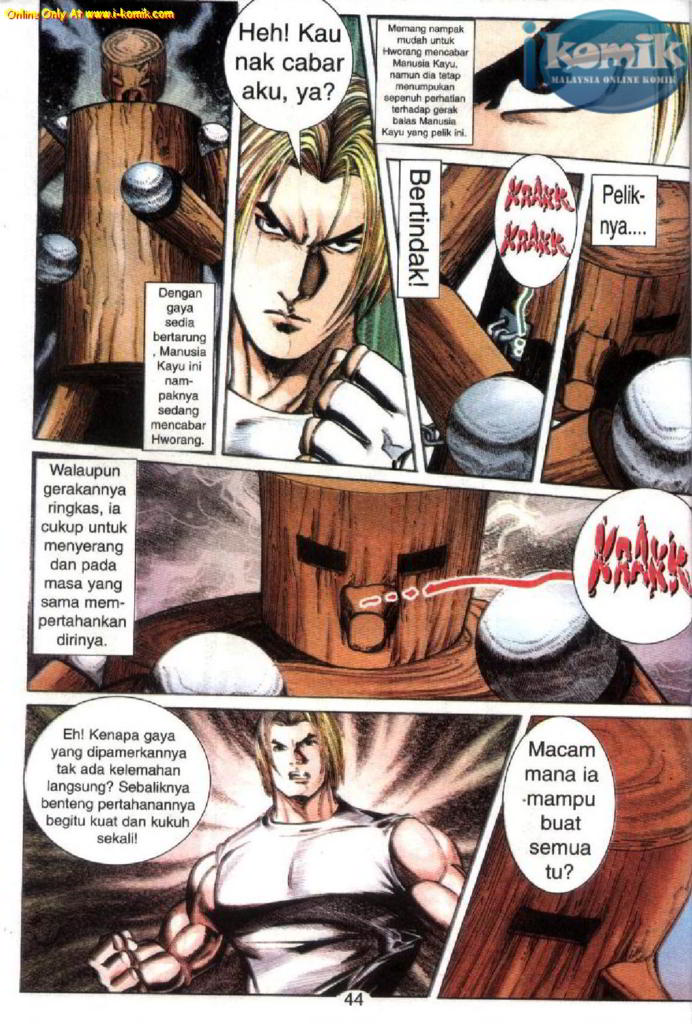 Online Only At www.i-komik.com
ikomik
MALAYSIA ONLINE KOMIK
Heh! Kau
nak cabar
aku, ya?
Memang nampak
mudah untuk
Hworang mencabar
Manusia Kayu,
namun dia tetap
menumpukan
sepenuh perhatian
terhadap gerak
balas Manusia
Kayu yang pelik ini.
Dengan
gaya
sedia
bertarung
, Manusia
Kayu ini
nam-
paknya
sedang
mencabar
Hworang.
Bertindak!
KRAKK
KRAKK
Pelik-
nya....
Walaupun
gerakannya
ringkas, ia
cukup untuk
menyerang
dan pada
masa yang
sama mem-
pertahankan
dirinya.
KRAKK
Eh! Kenapa gaya
yang dipamerkannya
tak ada kelemahan
langsung? Sebaliknya
benteng pertahanannya
begitu kuat dan kukuh
sekali!
Macam
mana ia
-mampu
buat
semua
tu?
44